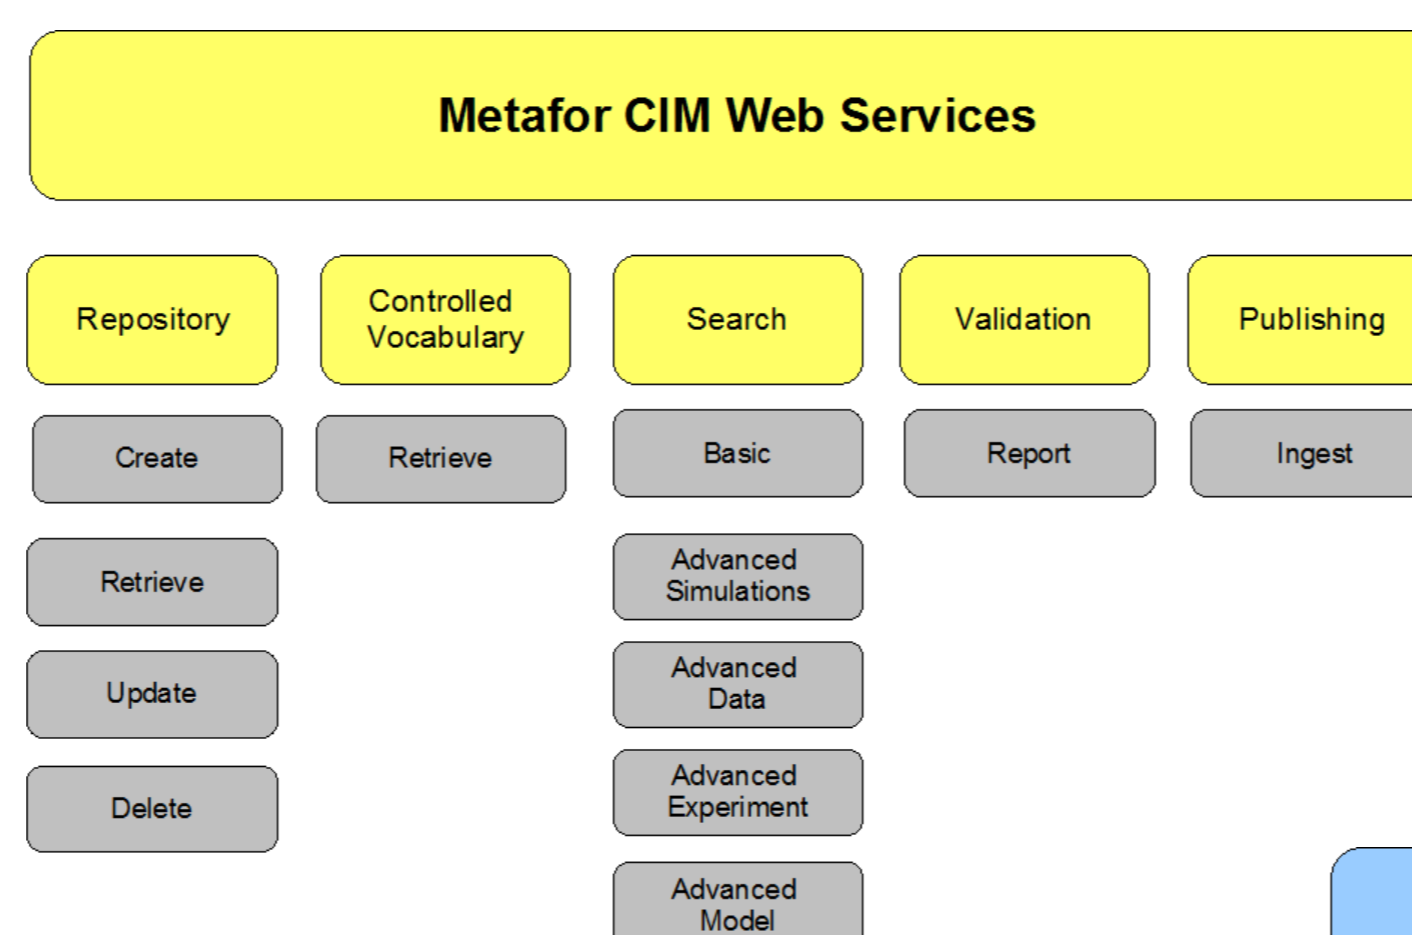 Metafor CIM Web Services
Repository
Controlled
Vocabulary
Search
Validation
Publishing
Create
Retrieve
Basic
Report
Ingest
Retrieve
Advanced
Simulations
Update
Advanced
Data
Delete
Advanced
Experiment
Advanced
Model